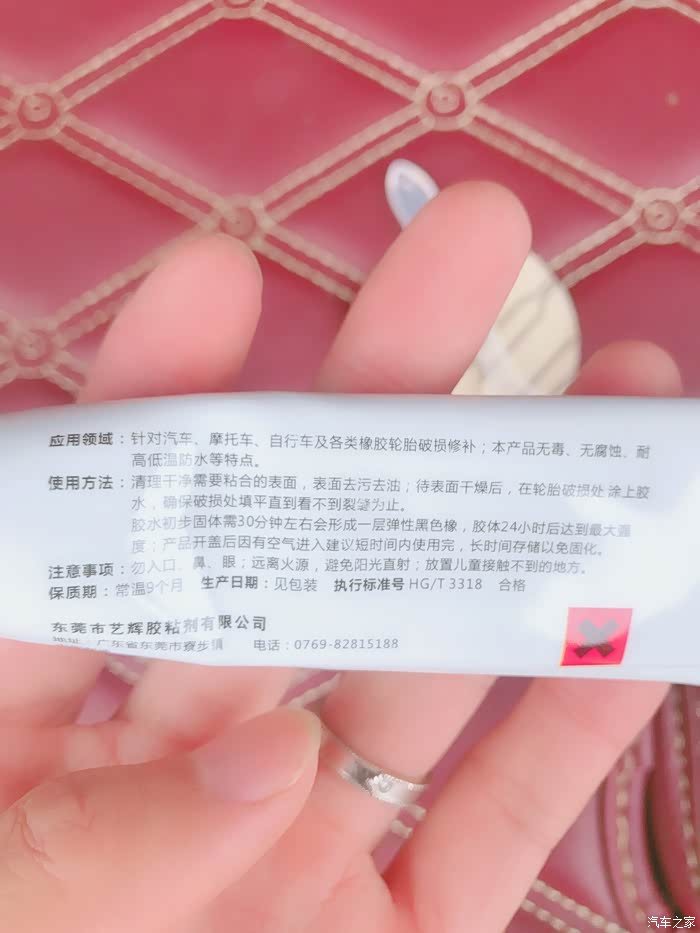 应用领域：针对汽车、摩托车、自行车及各类橡胶轮胎破损修补；本产品无毒、无腐蚀、耐
高低温防水等特点。
使用方法：清理干净需要粘合的表面，表面去污去油；待表面干燥后，在轮胎破损处 涂上胶
水，确保破损处填平直到看不到裂缝为止。
胶水初步固体需30分钟左右会形成一层弹性黑色橡，胶体24小时后达到最大强
度；产品开盖后因有空气进入建议短时间内使用完，长时间存储以免固化。
注意事项：勿入口、鼻、眼；远离火源，避免阳光直射；放置儿童接触不到的地方。
保质期：常温9个月 生产日期：见包装 执行标准号 HG/T 3318 合格
东莞市艺辉胶粘剂有限公司
地址：广东省东莞市寮步镇 电话：0769-82815188
汽车之家